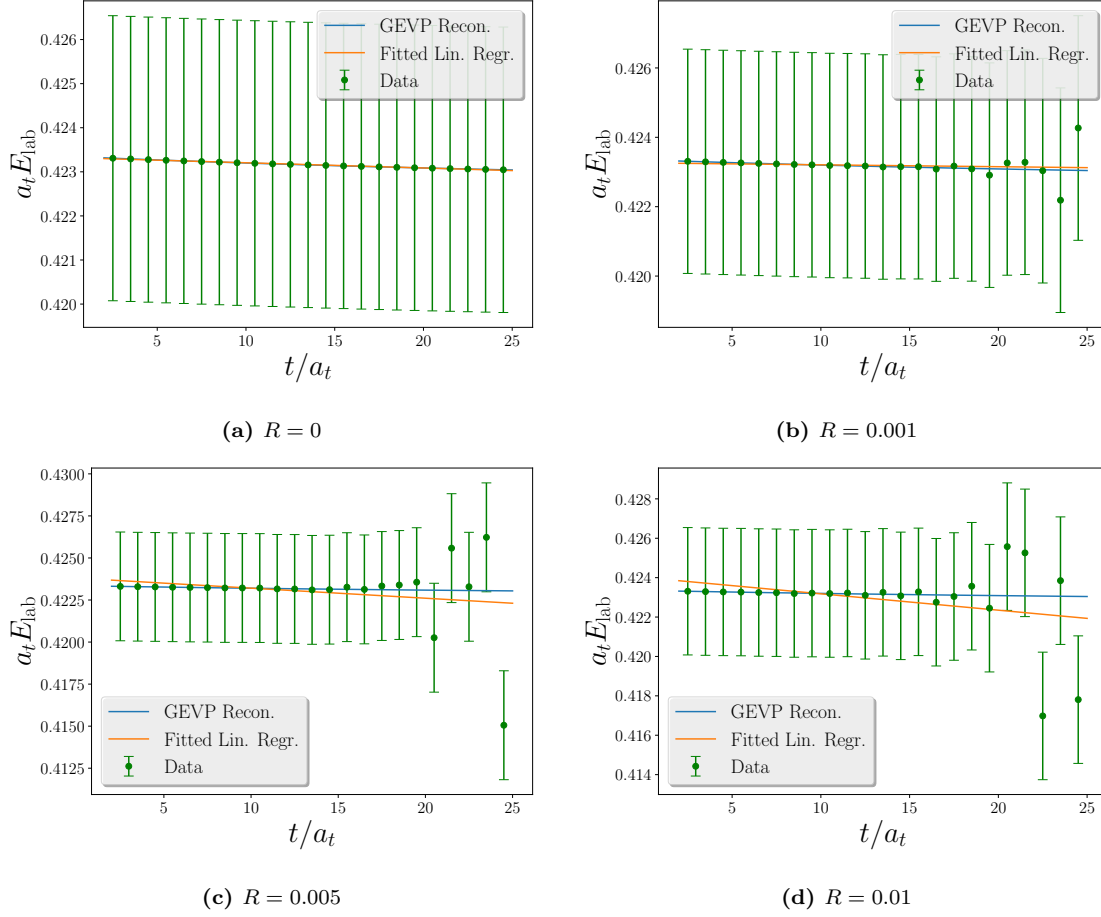 0.426
0.425
0.424
0.423
0.422
0.421
0.420
a_t E_lab
5
10
15
20
25
t/a_t
GEVP Recon.
Fitted Lin. Regr.
Data
(a) R = 0
0.426
0.424
0.422
0.420
a_t E_lab
5
10
15
20
25
t/a_t
GEVP Recon.
Fitted Lin. Regr.
Data
(b) R = 0.001
0.4300
0.4275
0.4250
0.4225
0.4200
0.4175
0.4150
0.4125
a_t E_lab
5
10
15
20
25
t/a_t
GEVP Recon.
Fitted Lin. Regr.
Data
(c) R = 0.005
0.428
0.426
0.424
0.422
0.420
0.418
0.416
0.414
a_t E_lab
5
10
15
20
25
t/a_t
GEVP Recon.
Fitted Lin. Regr.
Data
(d) R = 0.01